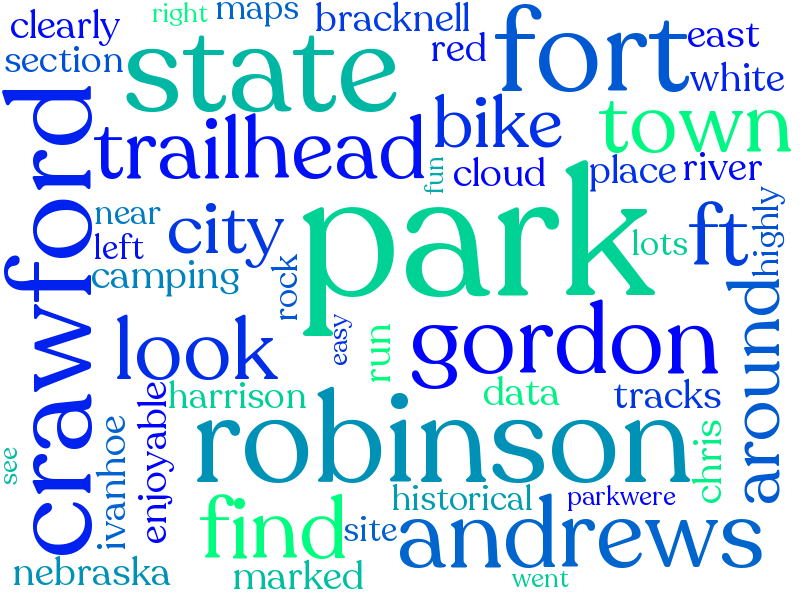 right maps bracknell
clearly state red fort east
section white
trailhead bike town
crawford fun cloud place river
near city park lots ft highly
left
camping rock
look easy run gordon around
harrison data tracks
see ivanhoe enjoyable robinson chris
historical parkwere
find site andrews
nebraska marked went